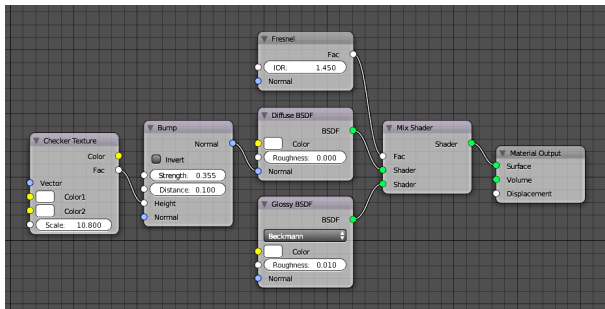 Fresnel
Fac
IOR: 1.450
Normal
Checker Texture
Color
Fac
Vector
Color1
Color2
Scale: 10.800
Bump
Normal
Invert
Strength: 0.355
Distance: 0.100
Height
Normal
Diffuse BSDF
BSDF
Color
Roughness: 0.000
Normal
Glossy BSDF
BSDF
Beckmann
Color
Roughness: 0.010
Normal
Mix Shader
Shader
Fac
Shader
Shader
Material Output
Surface
Volume
Displacement